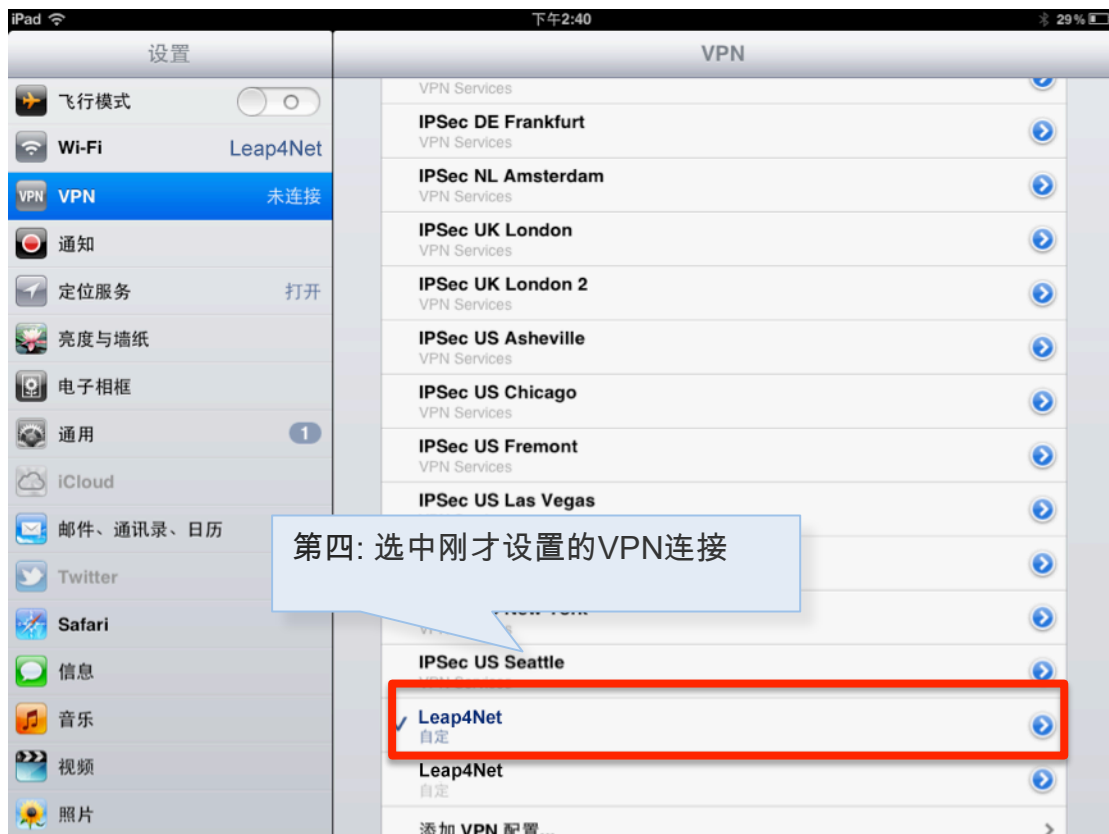 iPad
下午2:40
29%
设置
VPN
飞行模式
Wi-Fi
Leap4Net
VPN
VPN
未连接
通知
定位服务
打开
亮度与墙纸
电子相框
通用
1
iCloud
邮件、通讯录、日历
Twitter
Safari
信息
音乐
视频
照片
VPN Services
IPSec DE Frankfurt
VPN Services
IPSec NL Amsterdam
VPN Services
IPSec UK London
VPN Services
IPSec UK London 2
VPN Services
IPSec US Asheville
VPN Services
IPSec US Chicago
VPN Services
IPSec US Fremont
VPN Services
IPSec US Las Vegas
第四: 选中刚才设置的VPN连接
IPSec US Seattle
VPN Services
Leap4Net
自定
Leap4Net
自定
添加 VPN 配置...